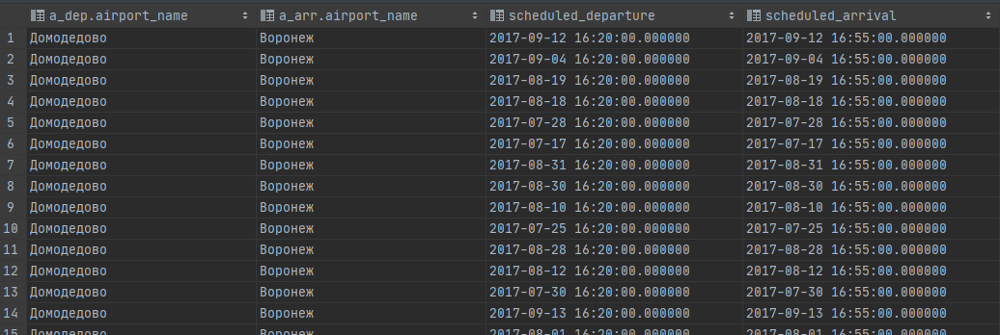 a_dep.airport_name a_arr.airport_name scheduled_departure scheduled_arrival
1 Домодедово Воронеж 2017-09-12 16:20:00.000000 2017-09-12 16:55:00.000000
2 Домодедово Воронеж 2017-09-04 16:20:00.000000 2017-09-04 16:55:00.000000
3 Домодедово Воронеж 2017-08-19 16:20:00.000000 2017-08-19 16:55:00.000000
4 Домодедово Воронеж 2017-08-18 16:20:00.000000 2017-08-18 16:55:00.000000
5 Домодедово Воронеж 2017-07-28 16:20:00.000000 2017-07-28 16:55:00.000000
6 Домодедово Воронеж 2017-07-17 16:20:00.000000 2017-07-17 16:55:00.000000
7 Домодедово Воронеж 2017-08-31 16:20:00.000000 2017-08-31 16:55:00.000000
8 Домодедово Воронеж 2017-08-30 16:20:00.000000 2017-08-30 16:55:00.000000
9 Домодедово Воронеж 2017-08-10 16:20:00.000000 2017-08-10 16:55:00.000000
10 Домодедово Воронеж 2017-07-25 16:20:00.000000 2017-07-25 16:55:00.000000
11 Домодедово Воронеж 2017-08-28 16:20:00.000000 2017-08-28 16:55:00.000000
12 Домодедово Воронеж 2017-08-12 16:20:00.000000 2017-08-12 16:55:00.000000
13 Домодедово Воронеж 2017-07-30 16:20:00.000000 2017-07-30 16:55:00.000000
14 Домодедово Воронеж 2017-09-13 16:20:00.000000 2017-09-13 16:55:00.000000
15 Домодедово Воронеж 2017-08-01 16:20:00.000000 2017-08-01 16:55:00.000000